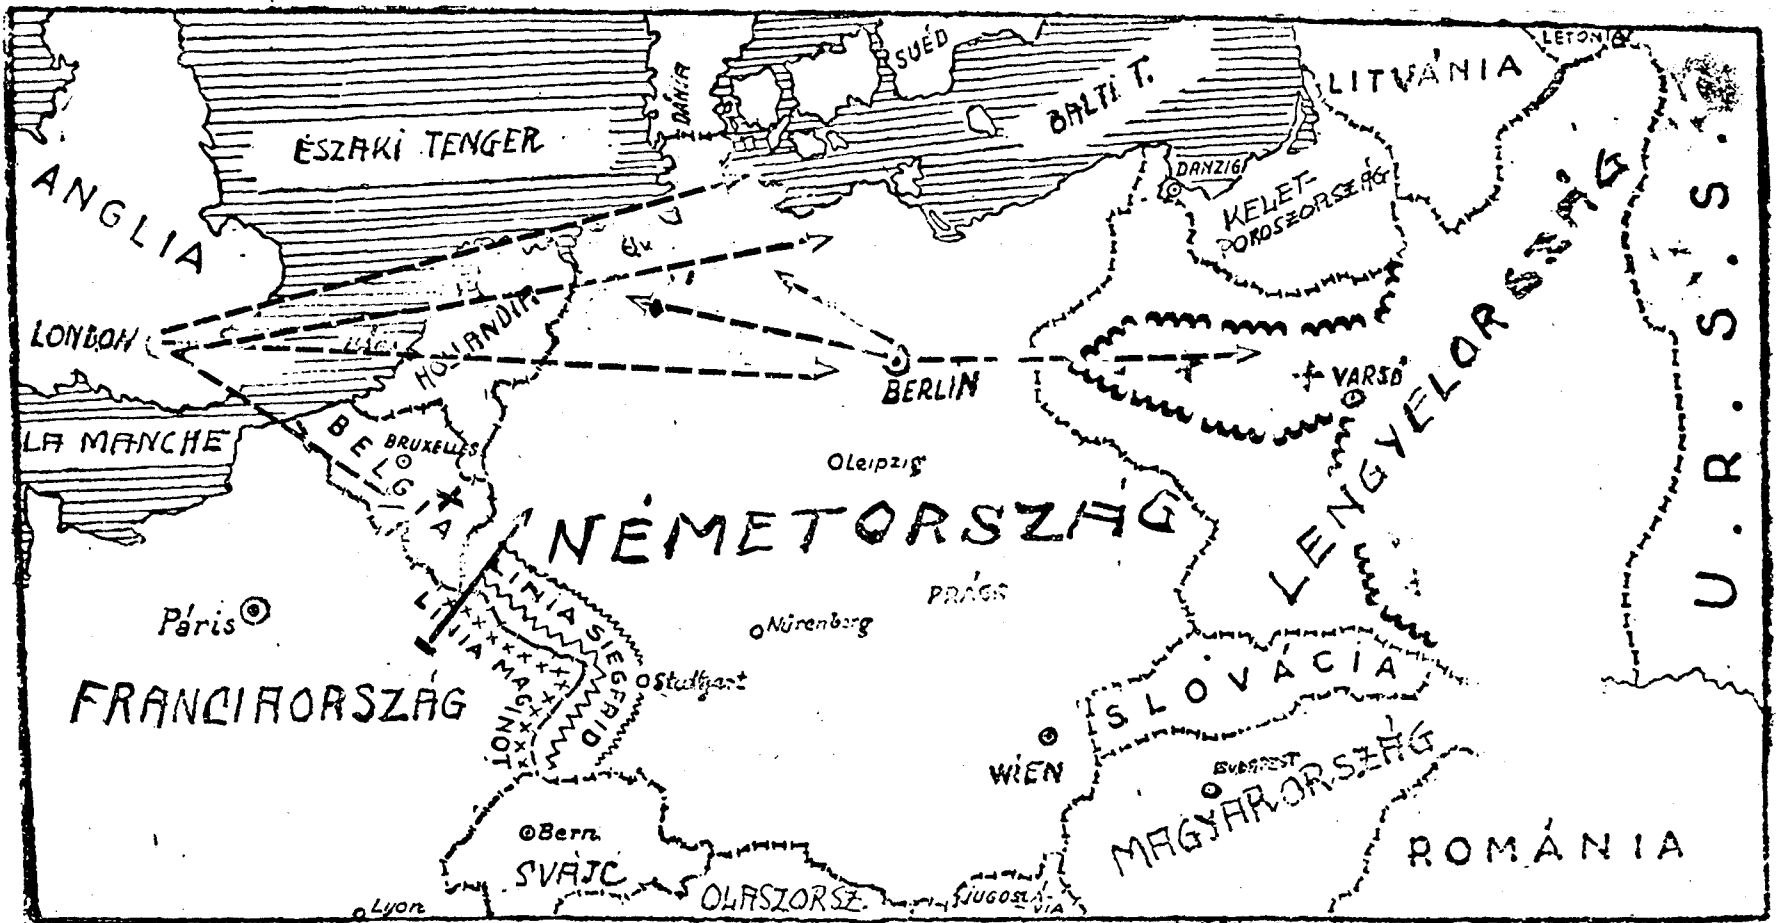 ÉSZAKI TENGER
DÁNIA
SUÉD
BALTI T.
LITVÁNIA
LETONIA
ANGLIA
DANZIG
KELET-
POROSZORSZÁG
U.R.S.S.
LONDON
HOLLANDIA
BERLIN
VARSÓ
LENGYELORSZÁG
LA MANCHE
BELGIA
BRUXELLES
Leipzig
NÉMETORSZÁG
PRÁGA
Páris
Nürenberg
LINIA SIEGFRID
LINIA MAGINOT
Stuttgart
FRANCIAORSZÁG
SLOVÁCIA
WIEN
BUDAPEST
MAGYARORSZÁG
ROMÁNIA
Bern
SVÁJC
OLASZORSZ.
JUGOSLÁ-
VIA
Lyon